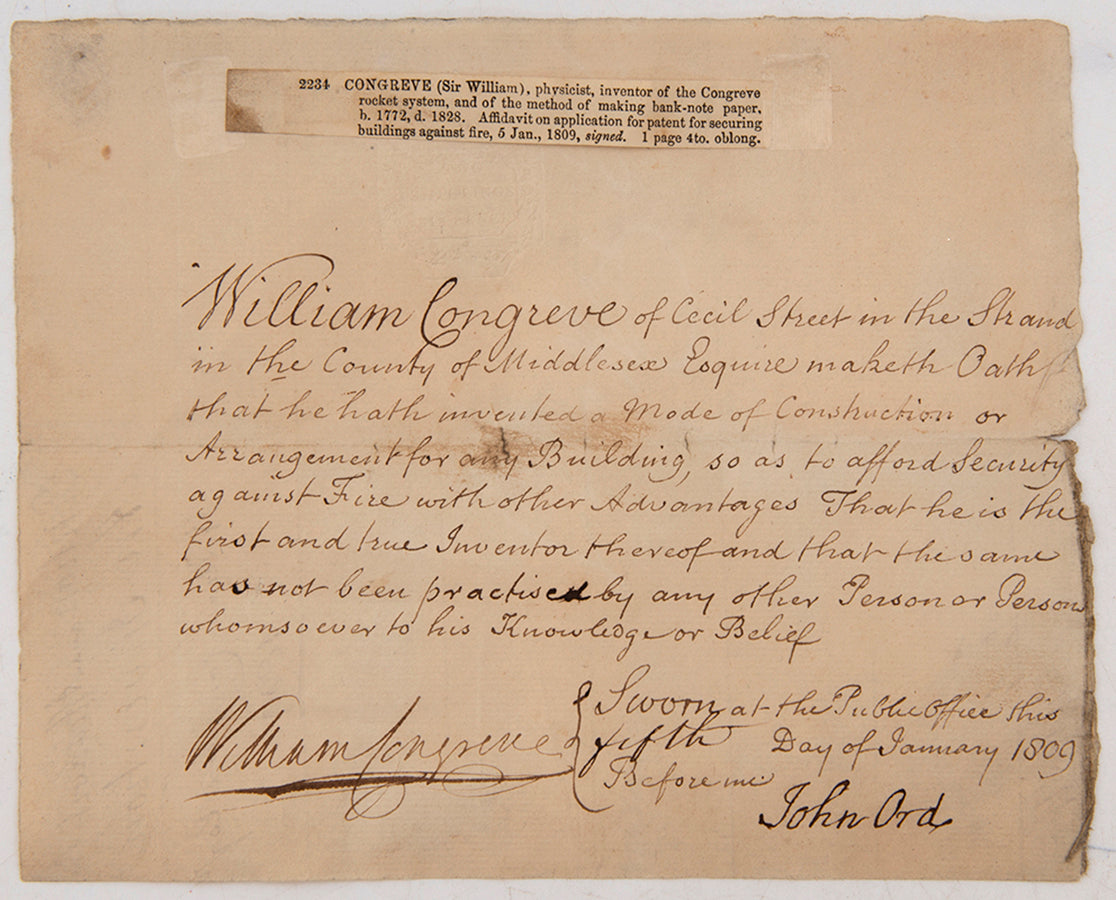 2234 CONGREVE (Sir William), physicist, inventor of the Congreve
rocket system, and of the method of making bank-note paper,
b. 1772, d. 1828. Affidavit on application for patent for securing
buildings against fire, 5 Jan., 1809, signed. 1 page 4to. oblong.
William Congreve of Cecil Street in the Strand
in the County of Middlesex Esquire maketh Oath
that he hath invented a Mode of Construction or
Arrangement for any Building, so as to afford Security
against Fire with other Advantages That he is the
first and true Inventor thereof and that the same
has not been practised by any other Person or Persons
whomsoever to his Knowledge or Belief
William Congreve
Sworn at the Public Office this
fifth Day of January 1809
Before me
John Ord